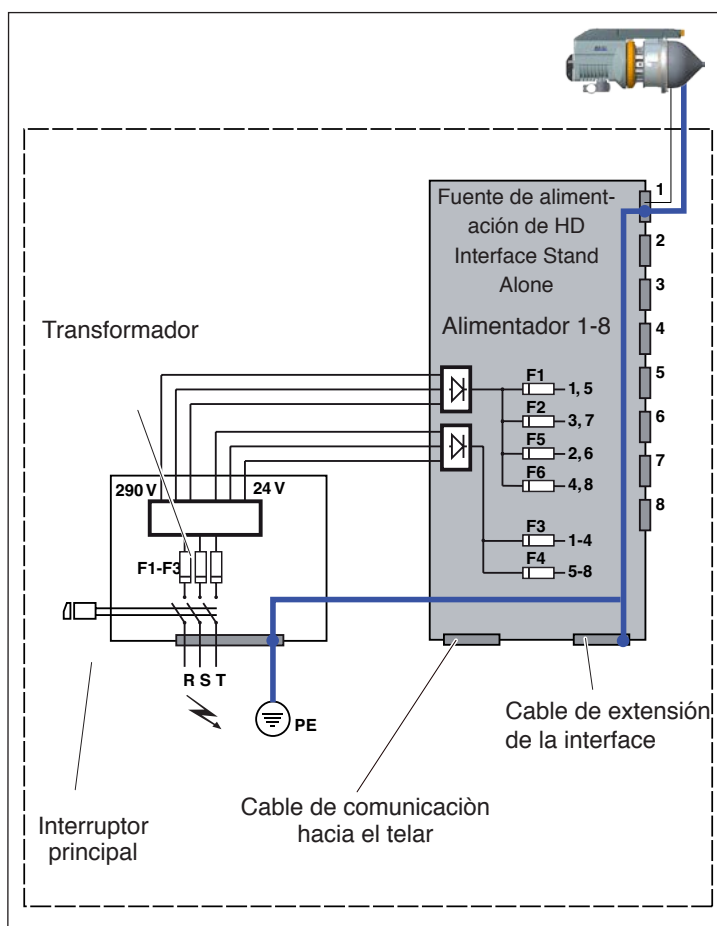 1
Fuente de aliment-
ación de HD
Interface Stand
Alone
2
3
Transformador
Alimentador 1-8
4
F1
1, 5
5
F2
3, 7
6
F5
2, 6
7
F6
4, 8
290 V
24 V
8
F3
1-4
F1-F3
F4
5-8
R S T
PE
Cable de extensión
de la interface
Cable de comunicaciòn
hacia el telar
Interruptor
principal